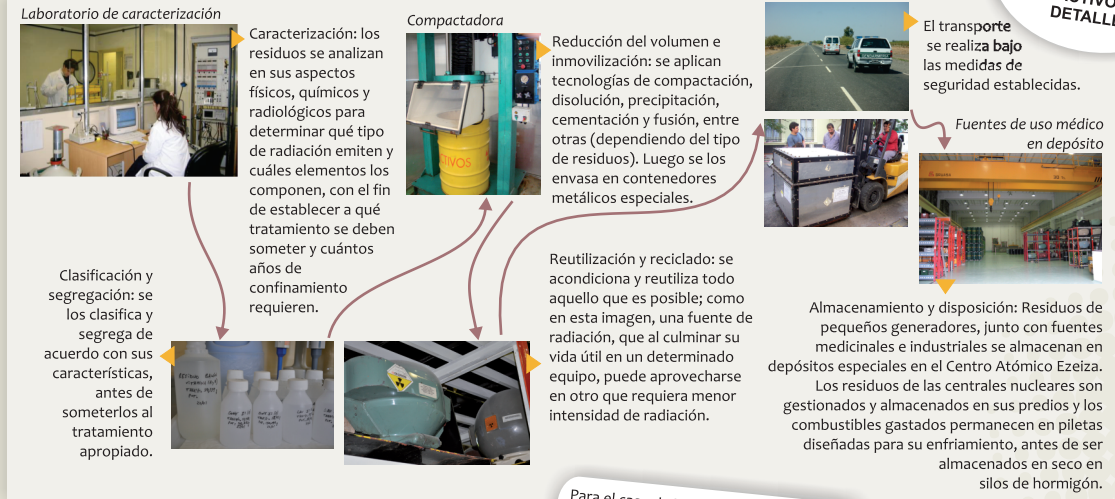 Laboratorio de caracterización
Caracterización: los
residuos se analizan
en sus aspectos
físicos, químicos y
radiológicos para
determinar qué tipo
de radiación emiten y
cuáles elementos los
componen, con el fin
de establecer a qué
tratamiento se deben
someter y cuántos
años de
confinamiento
requieren.
Clasificación y
segregación: se
los clasifica y
segrega de
acuerdo con sus
características,
antes de
someterlos al
tratamiento
apropiado.
Compactadora
Reducción del volumen e
inmovilización: se aplican
tecnologías de compactación,
disolución, precipitación,
cementación y fusión, entre
otras (dependiendo del tipo
de residuos). Luego se los
envasa en contenedores
metálicos especiales.
Reutilización y reciclado: se
acondiciona y reutiliza todo
aquello que es posible; como
en esta imagen, una fuente de
radiación, que al culminar su
vida útil en un determinado
equipo, puede aprovecharse
en otro que requiera menor
intensidad de radiación.
El transporte
se realiza bajo
las medidas de
seguridad establecidas.
Fuentes de uso médico
en depósito
Almacenamiento y disposición: Residuos de
pequeños generadores, junto con fuentes
medicinales e industriales se almacenan en
depósitos especiales en el Centro Atómico Ezeiza.
Los residuos de las centrales nucleares son
gestionados y almacenados en sus predios y los
combustibles gastados permanecen en piletas
diseñadas para su enfriamiento, antes de ser
almacenados en seco en
silos de hormigón.
DETALLE
Para el